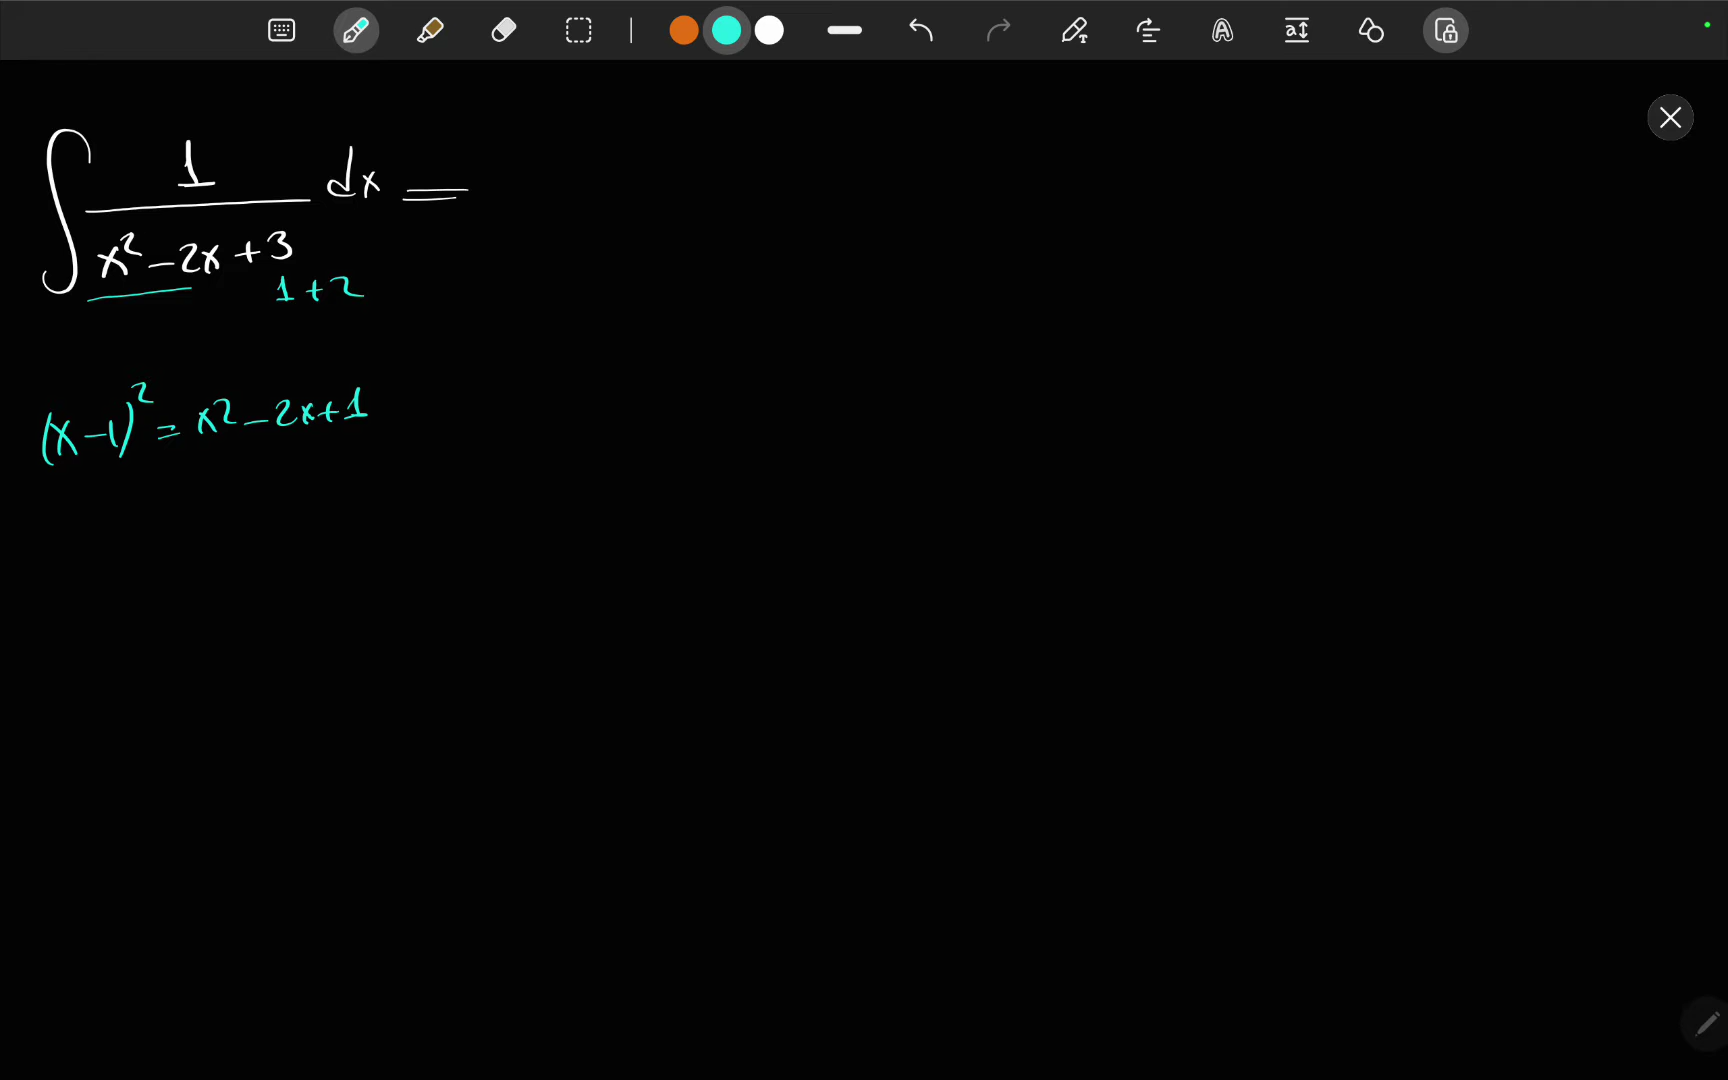 ∫ 1/(x² - 2x + 3) dx =
1 + 2
(x - 1)² = x² - 2x + 1